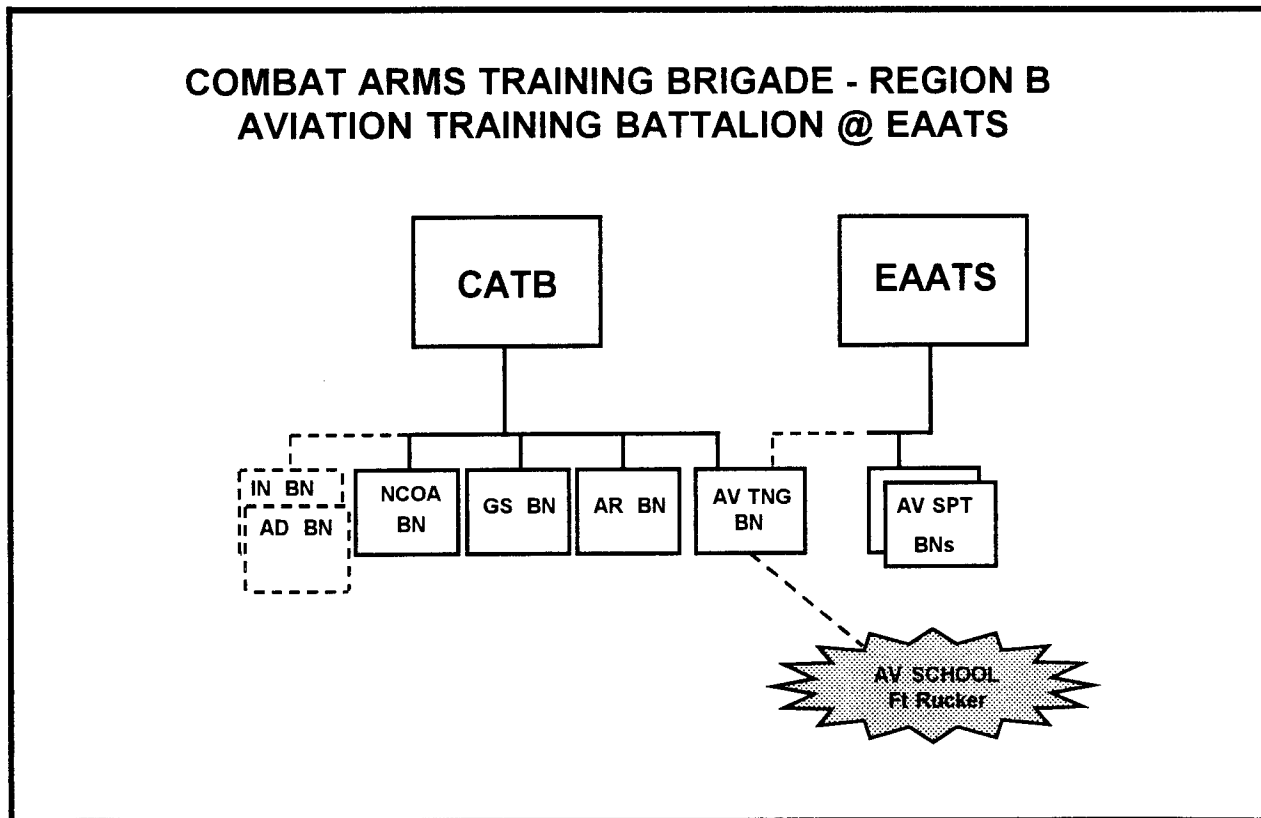 COMBAT ARMS TRAINING BRIGADE - REGION B
AVIATION TRAINING BATTALION @ EAATS
CATB
EAATS
IN BN
AD BN
NCOA
BN
GS BN
AR BN
AV TNG
BN
AV SPT
BNs
AV SCHOOL
Ft Rucker